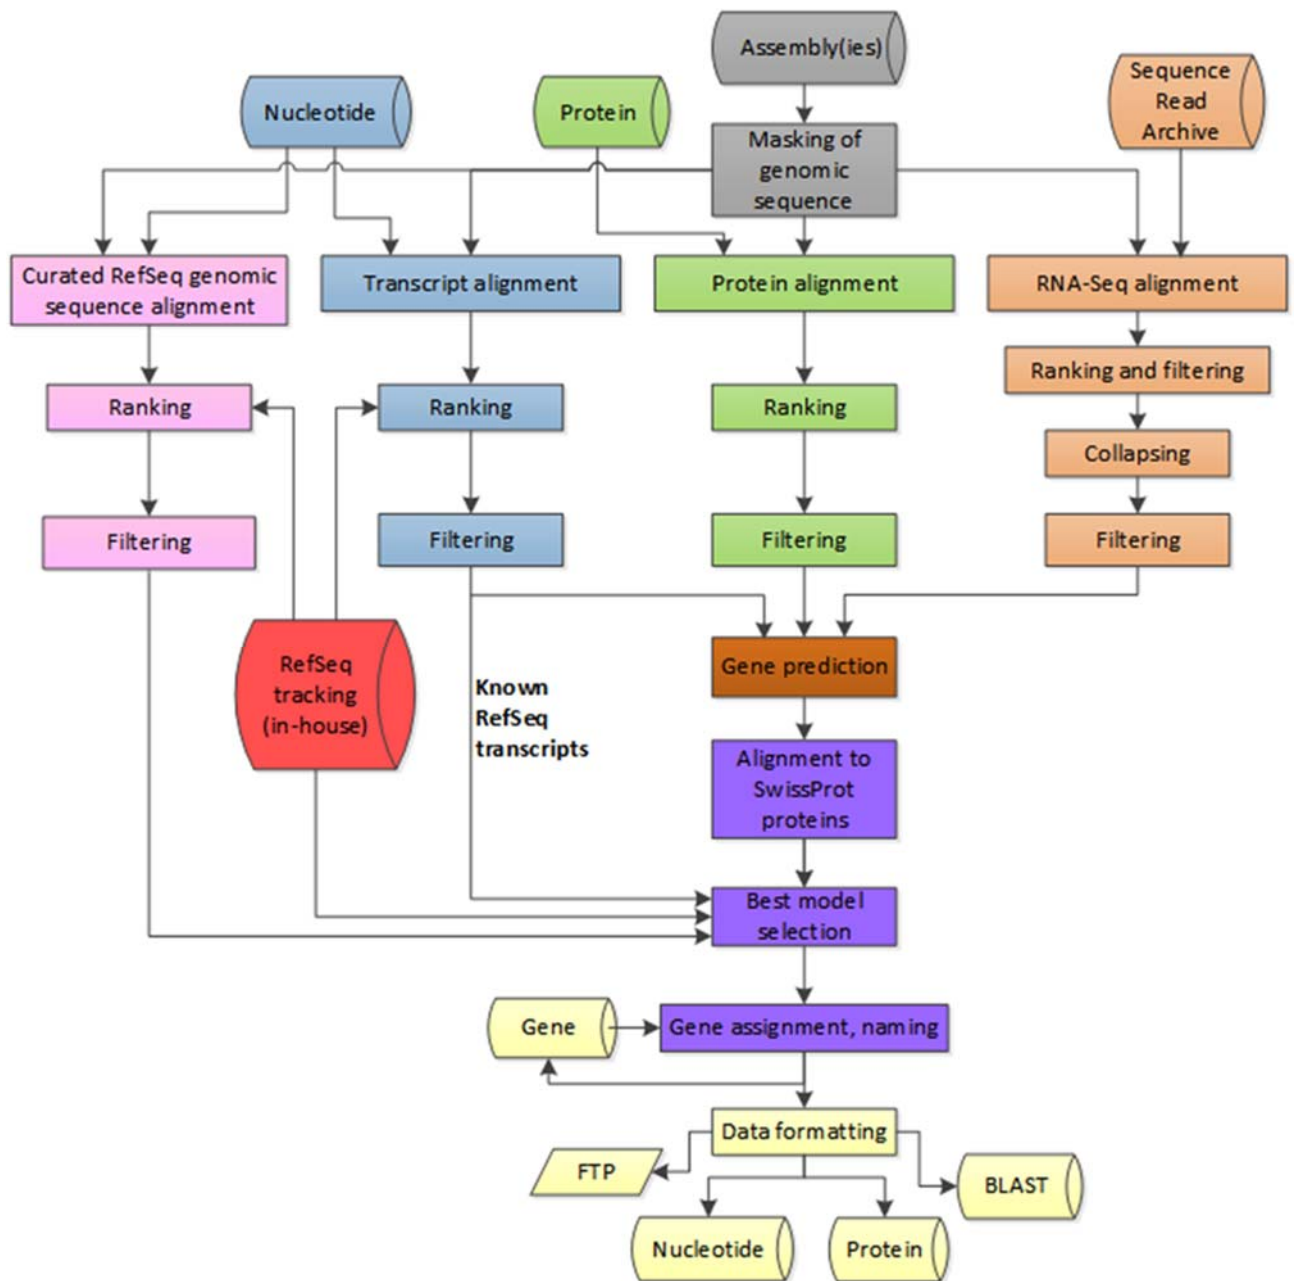 Assembly(ies)
Nucleotide
Protein
Sequence
Read
Archive
Masking of
genomic
sequence
Curated RefSeq genomic
sequence alignment
Transcript alignment
Protein alignment
RNA-Seq alignment
Ranking
Ranking
Ranking
Ranking and filtering
Collapsing
Filtering
Filtering
Filtering
Filtering
RefSeq
tracking
(in-house)
Known
RefSeq
transcripts
Gene prediction
Alignment to
SwissProt
proteins
Best model
selection
Gene
Gene assignment, naming
Data formatting
FTP
BLAST
Nucleotide
Protein